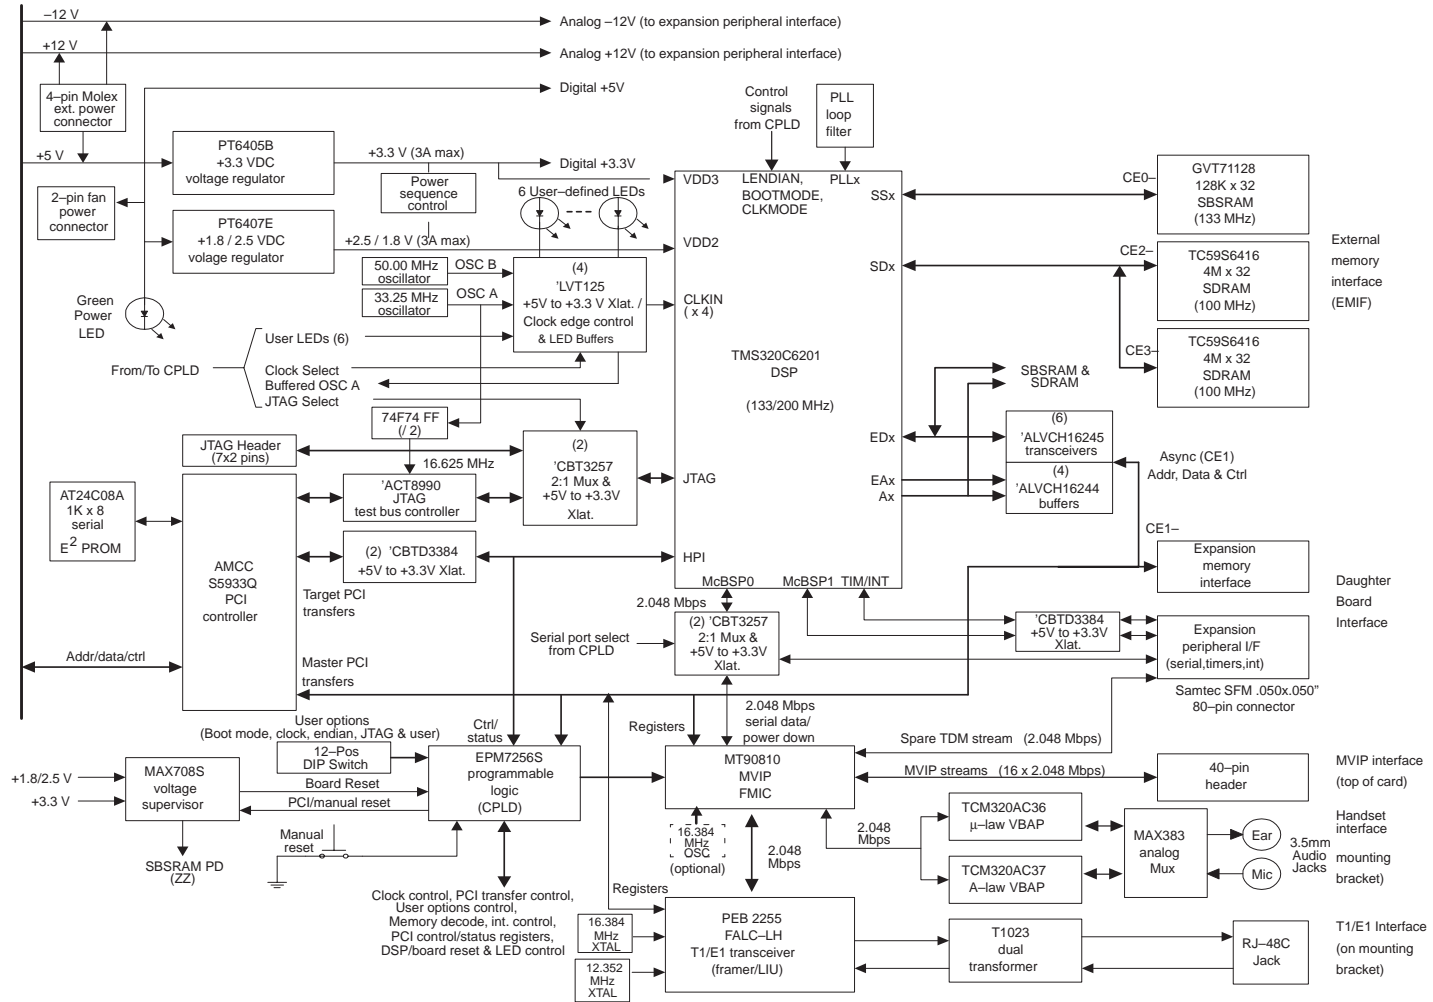 –12 V
Analog –12V (to expansion peripheral interface)
+12 V
Analog +12V (to expansion peripheral interface)
4–pin Molex
ext. power
connector
Digital +5V
+5 V
PT6405B
+3.3 VDC
voltage regulator
+3.3 V (3A max)
Digital +3.3V
Power
sequence
control
2–pin fan
power
connector
PT6407E
+1.8 / 2.5 VDC
volage regulator
+2.5 / 1.8 V (3A max)
6 User–defined LEDs
Control
signals
from CPLD
PLL
loop
filter
VDD3
LENDIAN,
BOOTMODE,
CLKMODE
PLLx
SSx
VDD2
SDx
CLKIN
( x 4)
TMS320C6201
DSP
(133/200 MHz)
EDx
EAx
Ax
JTAG
HPI
McBSP0
McBSP1
TIM/INT
CE0–
GVT71128
128K x 32
SBSRAM
(133 MHz)
CE2–
TC59S6416
4M x 32
SDRAM
(100 MHz)
CE3–
TC59S6416
4M x 32
SDRAM
(100 MHz)
External
memory
interface
(EMIF)
50.00 MHz
oscillator
OSC B
33.25 MHz
oscillator
OSC A
(4)
'LVT125
+5V to +3.3 V Xlat. /
Clock edge control
& LED Buffers
Green
Power
LED
From/To CPLD
User LEDs (6)
Clock Select
Buffered OSC A
JTAG Select
SBSRAM &
SDRAM
74F74 FF
(/ 2)
16.625 MHz
JTAG Header
(7x2 pins)
(2)
'CBT3257
2:1 Mux &
+5V to +3.3V
Xlat.
(6)
'ALVCH16245
transceivers
(4)
'ALVCH16244
buffers
Async (CE1)
Addr, Data & Ctrl
CE1–
AT24C08A
1K x 8
serial
E2 PROM
'ACT8990
JTAG
test bus controller
(2) 'CBTD3384
+5V to +3.3V Xlat.
AMCC
S5933Q
PCI
controller
Target PCI
transfers
Master PCI
transfers
Addr/data/ctrl
Expansion
memory
interface
Daughter
Board
Interface
2.048 Mbps
Serial port select
from CPLD
(2) 'CBT3257
2:1 Mux &
+5V to +3.3V
Xlat.
'CBTD3384
+5V to +3.3V
Xlat.
Expansion
peripheral I/F
(serial,timers,int)
Samtec SFM .050x.050”
80–pin connector
User options
(Boot mode, clock, endian, JTAG & user)
12–Pos
DIP Switch
Ctrl/
status
Registers
2.048 Mbps
serial data/
power down
Spare TDM stream (2.048 Mbps)
+1.8/2.5 V
+3.3 V
MAX708S
voltage
supervisor
Board Reset
PCI/manual reset
EPM7256S
programmable
logic
(CPLD)
MT90810
MVIP
FMIC
MVIP streams (16 x 2.048 Mbps)
40–pin
header
MVIP interface
(top of card)
SBSRAM PD
(ZZ)
Manual
reset
16.384
MHz
OSC
(optional)
2.048
Mbps
2.048
Mbps
TCM320AC36
µ–law VBAP
TCM320AC37
A–law VBAP
MAX383
analog
Mux
Ear
Mic
3.5mm
Audio
Jacks
Handset
interface
mounting
bracket)
Clock control, PCI transfer control,
User options control,
Memory decode, int. control,
PCI control/status registers,
DSP/board reset & LED control
Registers
16.384
MHz
XTAL
12.352
MHz
XTAL
PEB 2255
FALC–LH
T1/E1 transceiver
(framer/LIU)
T1023
dual
transformer
RJ–48C
Jack
T1/E1 Interface
(on mounting
bracket)